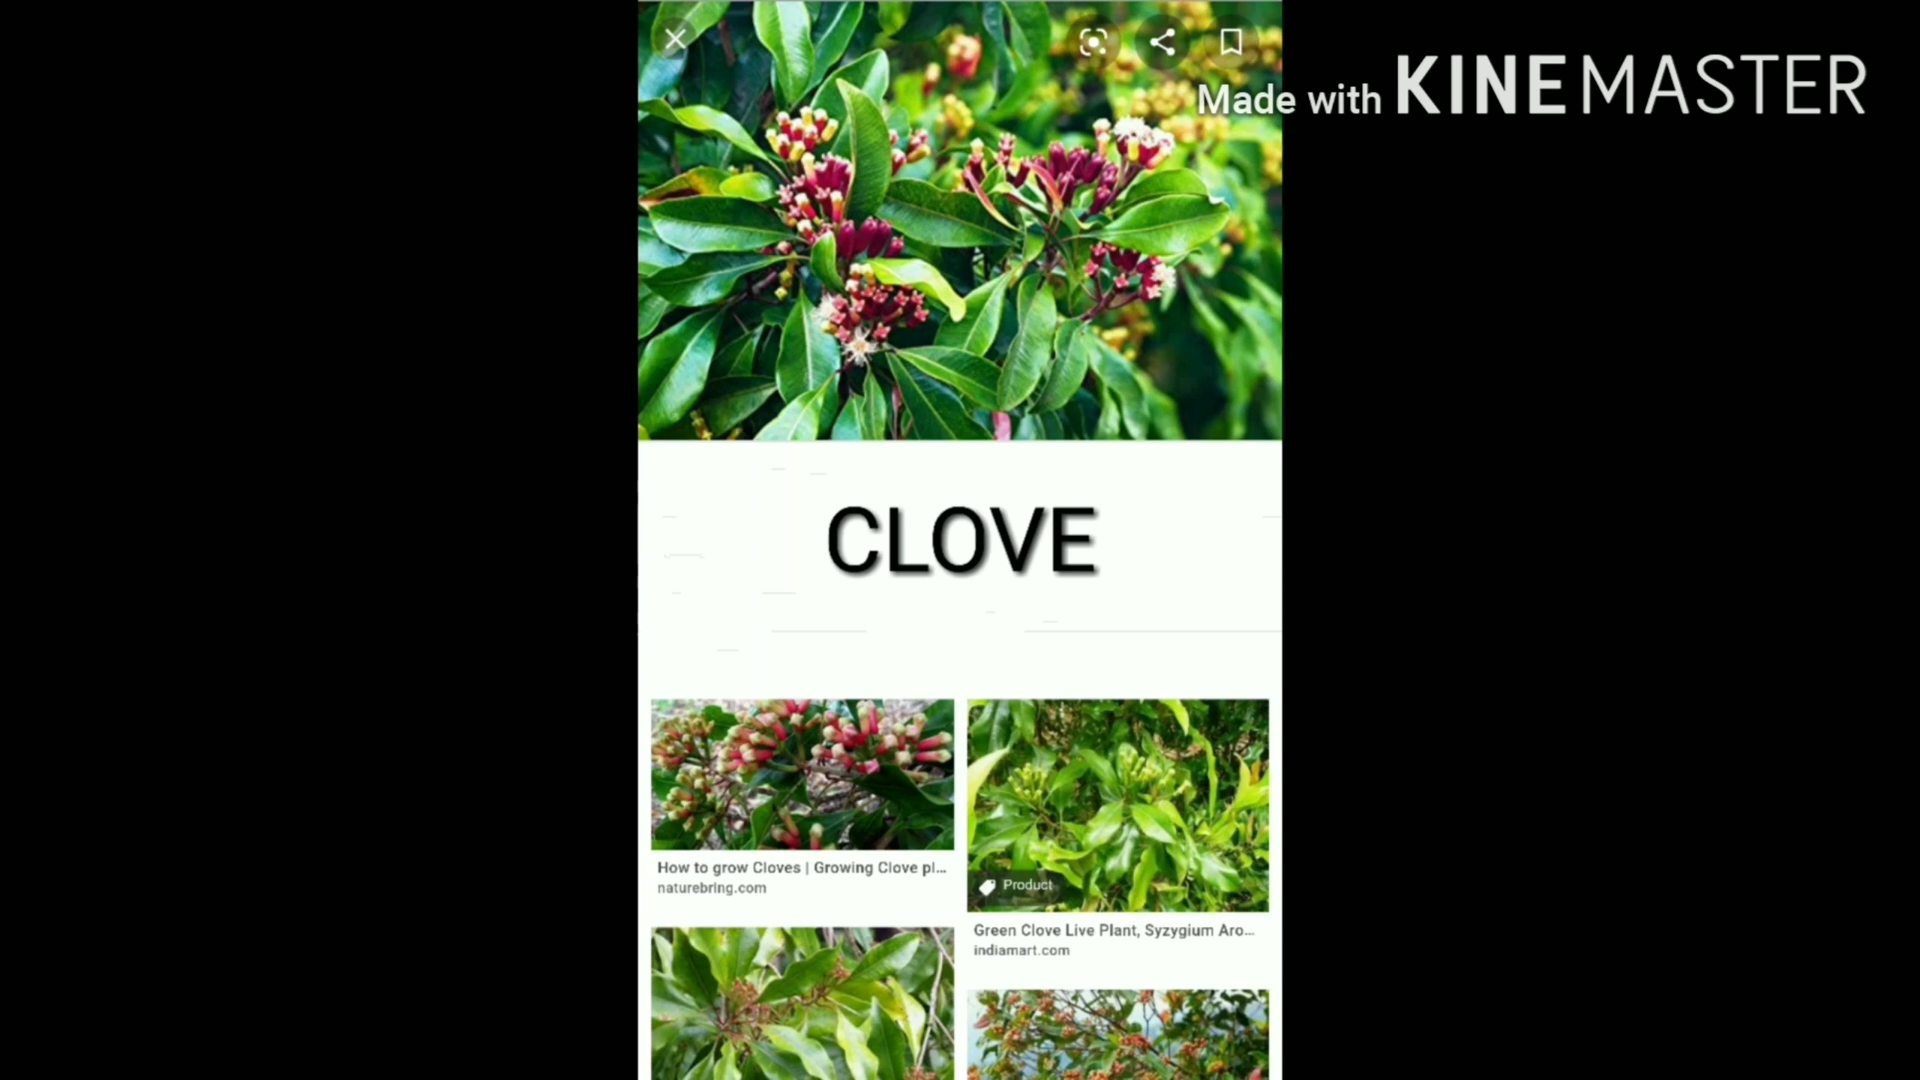 Made with KINEMASTER
CLOVE
How to grow Cloves | Growing Clove pl...
naturebring.com
Product
Green Clove Live Plant, Syzygium Aro...
indiamart.com